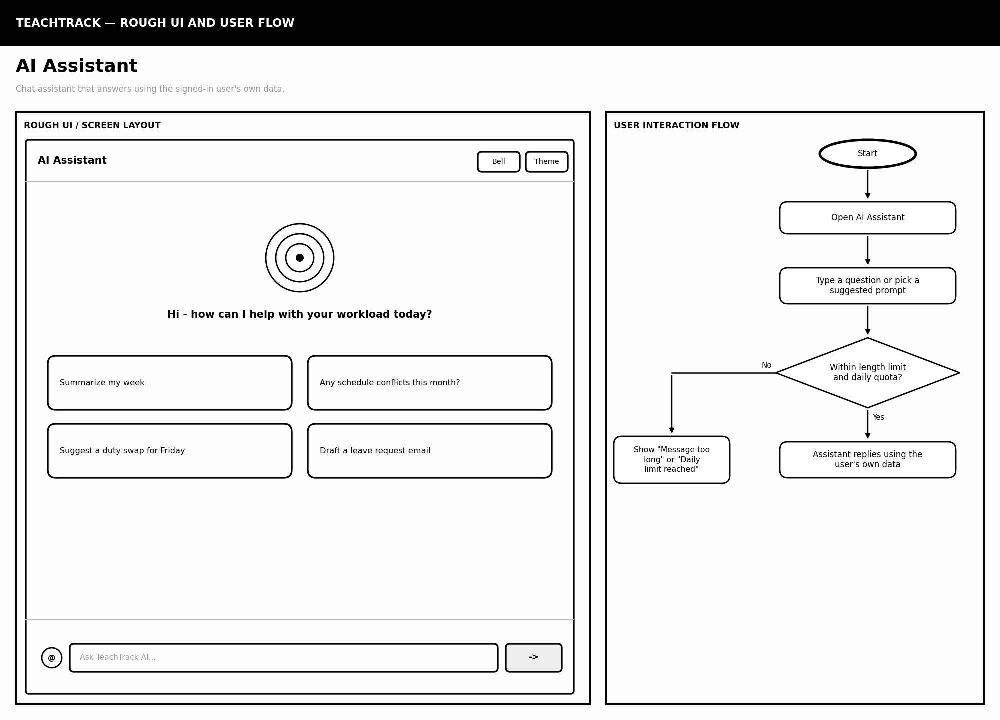 TEACHTRACK — ROUGH UI AND USER FLOW
AI Assistant
Chat assistant that answers using the signed-in user's own data.
ROUGH UI / SCREEN LAYOUT
AI Assistant
Bell
Theme
Hi - how can I help with your workload today?
Summarize my week
Any schedule conflicts this month?
Suggest a duty swap for Friday
Draft a leave request email
@
Ask TeachTrack AI...
->
USER INTERACTION FLOW
Start
Open AI Assistant
Type a question or pick a
suggested prompt
Within length limit
and daily quota?
No
Yes
Show "Message too
long" or "Daily
limit reached"
Assistant replies using the
user's own data